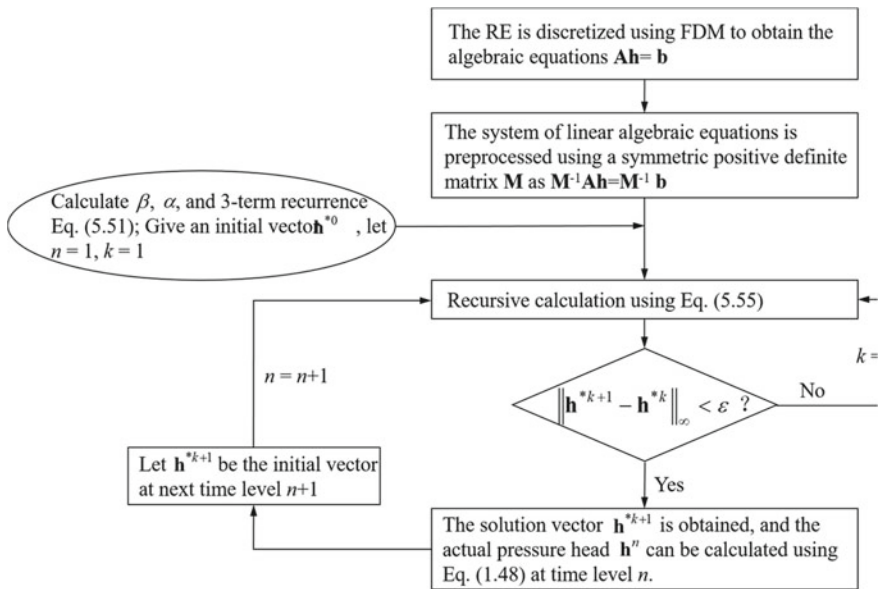 The RE is discretized using FDM to obtain the
algebraic equations Ah= b
The system of linear algebraic equations is
preprocessed using a symmetric positive definite
matrix M as M⁻¹Ah=M⁻¹ b
Calculate β, α, and 3-term recurrence
Eq. (5.51); Give an initial vectoh*⁰ , let
n = 1, k = 1
Recursive calculation using Eq. (5.55)
k =
n = n+1
‖h*ᵏ⁺¹ − h*ᵏ‖∞ < ε ?
No
Yes
Let h*ᵏ⁺¹ be the initial vector
at next time level n+1
The solution vector h*ᵏ⁺¹ is obtained, and the
actual pressure head hⁿ can be calculated using
Eq. (1.48) at time level n.